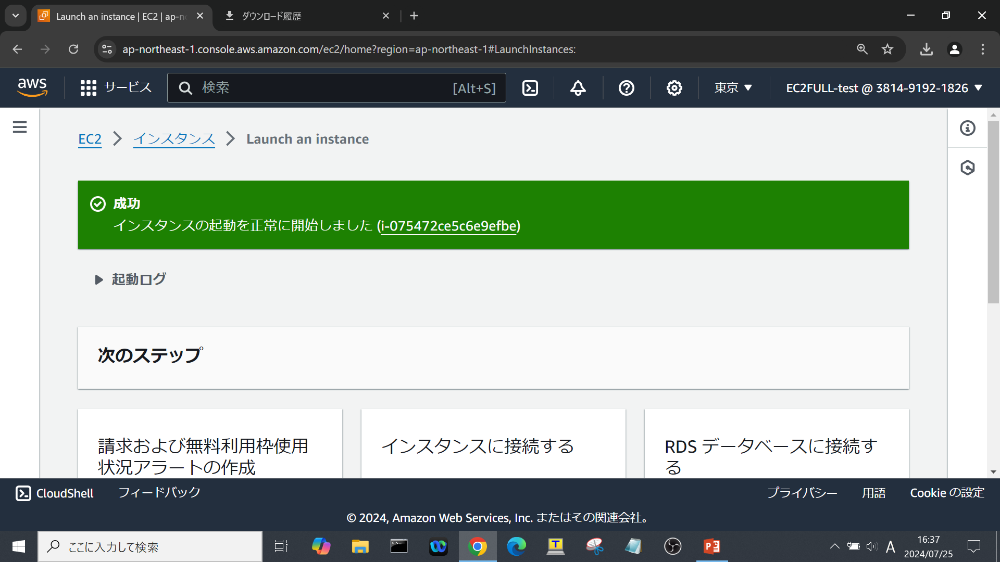 Launch an instance | EC2 | ap-no
ダウンロード履歴
ap-northeast-1.console.aws.amazon.com/ec2/home?region=ap-northeast-1#LaunchInstances:
aws
サービス
検索
[Alt+S]
東京
EC2FULL-test @ 3814-9192-1826
EC2
インスタンス
Launch an instance
成功
インスタンスの起動を正常に開始しました (i-075472ce5c6e9efbe)
起動ログ
次のステップ
請求および無料利用枠使用
状況アラートの作成
インスタンスに接続する
RDS データベースに接続す
る
CloudShell
フィードバック
プライバシー
用語
Cookie の設定
© 2024, Amazon Web Services, Inc. またはその関連会社。
ここに入力して検索
A
16:37
2024/07/25